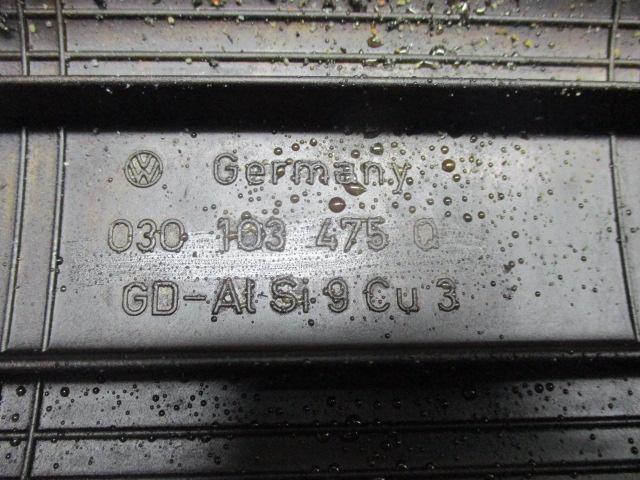 VW Germany
030 103 475 Q
GD-AlSi9Cu3